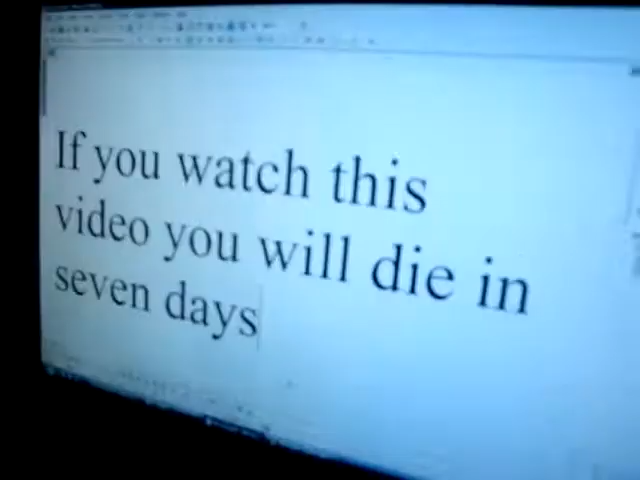 If you watch this
video you will die in
seven days